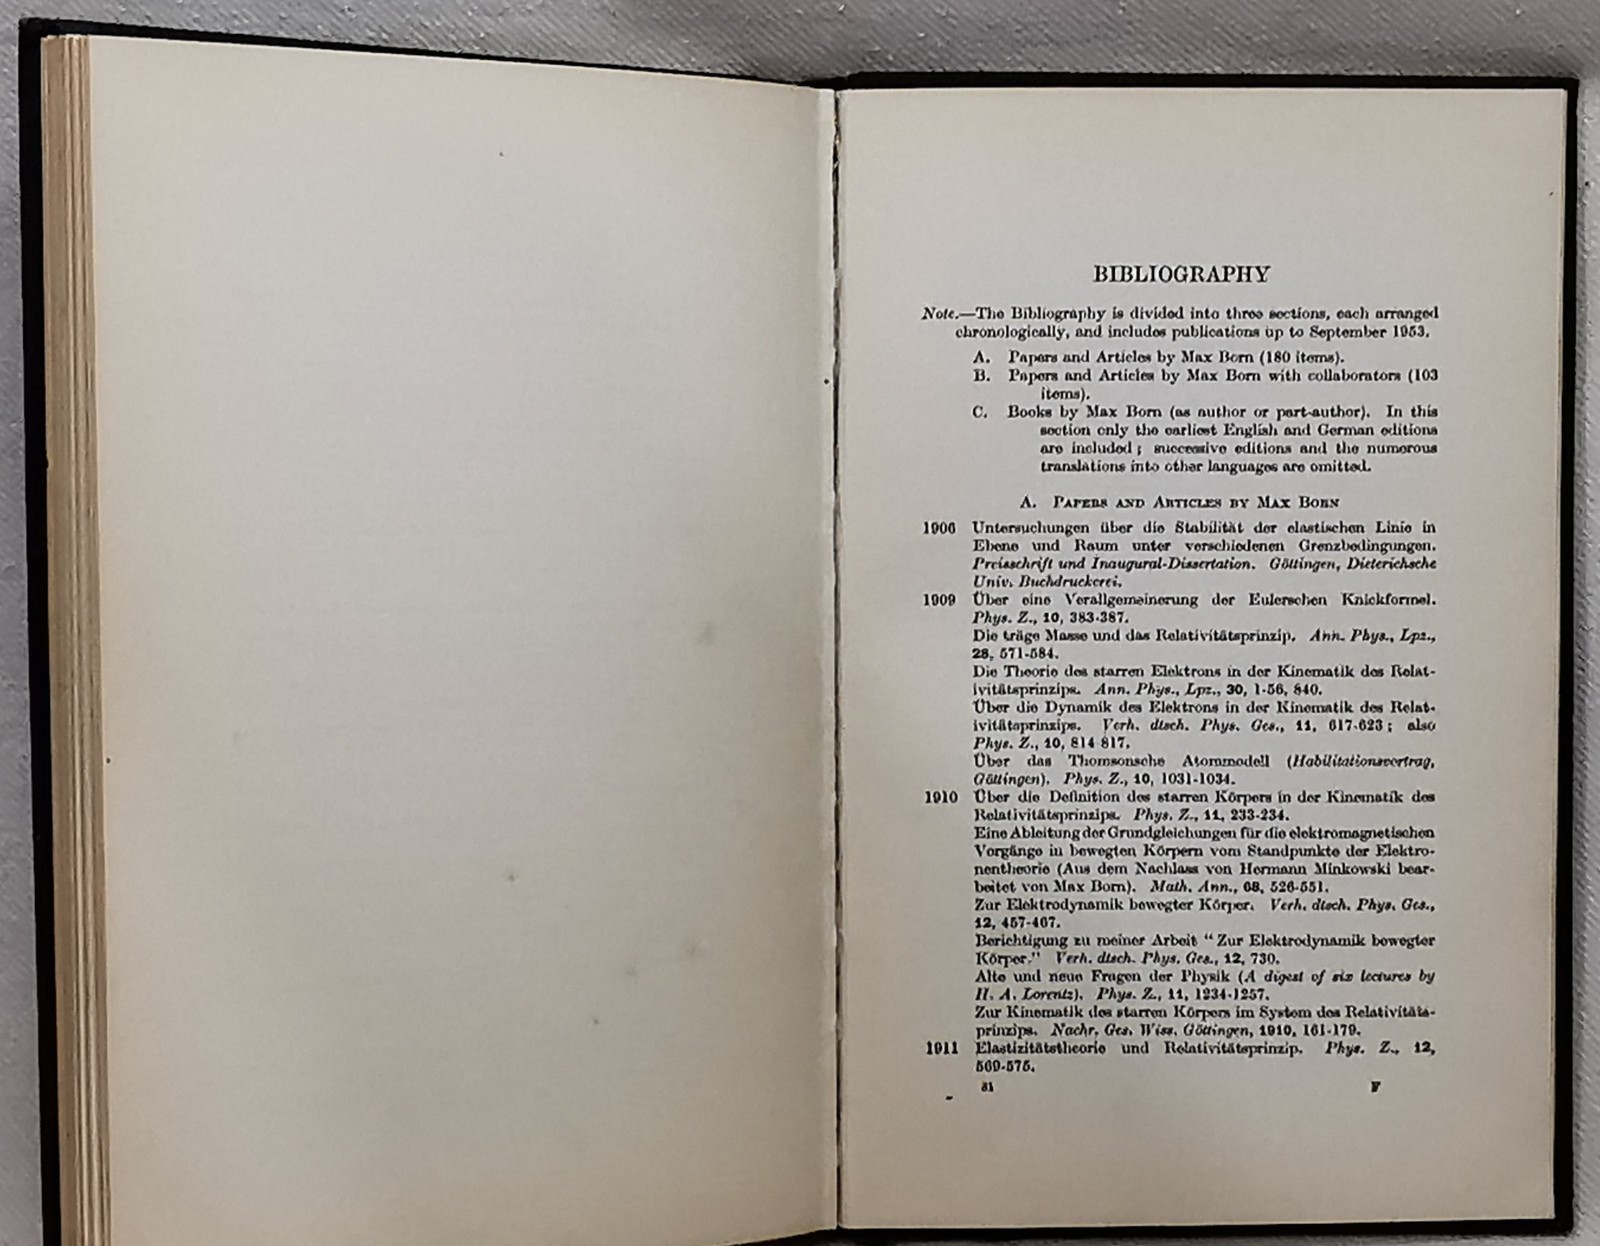 BIBLIOGRAPHY
Note.—The Bibliography is divided into three sections, each arranged
chronologically, and includes publications up to September 1953.
A. Papers and Articles by Max Born (180 items).
B. Papers and Articles by Max Born with collaborators (103
items).
C. Books by Max Born (as author or part-author). In this
section only the earliest English and German editions
are included; successive editions and the numerous
translations into other languages are omitted.
A. PAPERS AND ARTICLES BY MAX BORN
1906 Untersuchungen über die Stabilität der elastischen Linie in
Ebene und Raum unter verschiedenen Grenzbedingungen.
Preisschrift und Inaugural-Dissertation. Göttingen, Dieterichsche
Univ. Buchdruckerei.
1909 Über eine Verallgemeinerung der Eulerschen Knickformel.
Phys. Z., 10, 383-387.
Die träge Masse und das Relativitätsprinzip. Ann. Phys., Lpz.,
28, 571-584.
Die Theorie des starren Elektrons in der Kinematik des Relat-
ivitätsprinzips. Ann. Phys., Lpz., 30, 1-56, 840.
Über die Dynamik des Elektrons in der Kinematik des Relat-
ivitätsprinzips. Verh. dtsch. Phys. Ges., 11, 617-623; also
Phys. Z., 10, 814-817.
Über das Thomsonsche Atommodell (Habilitationsvortrag,
Göttingen). Phys. Z., 10, 1031-1034.
1910 Über die Definition des starren Körpers in der Kinematik des
Relativitätsprinzips. Phys. Z., 11, 233-234.
Eine Ableitung der Grundgleichungen für die elektromagnetischen
Vorgänge in bewegten Körpern vom Standpunkte der Elektro-
nentheorie (Aus dem Nachlass von Hermann Minkowski bear-
beitet von Max Born). Math. Ann., 68, 526-551.
Zur Elektrodynamik bewegter Körper. Verh. dtsch. Phys. Ges.,
12, 457-467.
Berichtigung zu meiner Arbeit "Zur Elektrodynamik bewegter
Körper." Verh. dtsch. Phys. Ges., 12, 730.
Alte und neue Fragen der Physik (A digest of six lectures by
H. A. Lorentz). Phys. Z., 11, 1234-1257.
Zur Kinematik des starren Körpers im System des Relativitäts-
prinzips. Nachr. Ges. Wiss. Göttingen, 1910, 161-179.
1911 Elastizitätstheorie und Relativitätsprinzip. Phys. Z., 12,
569-575.
81 F